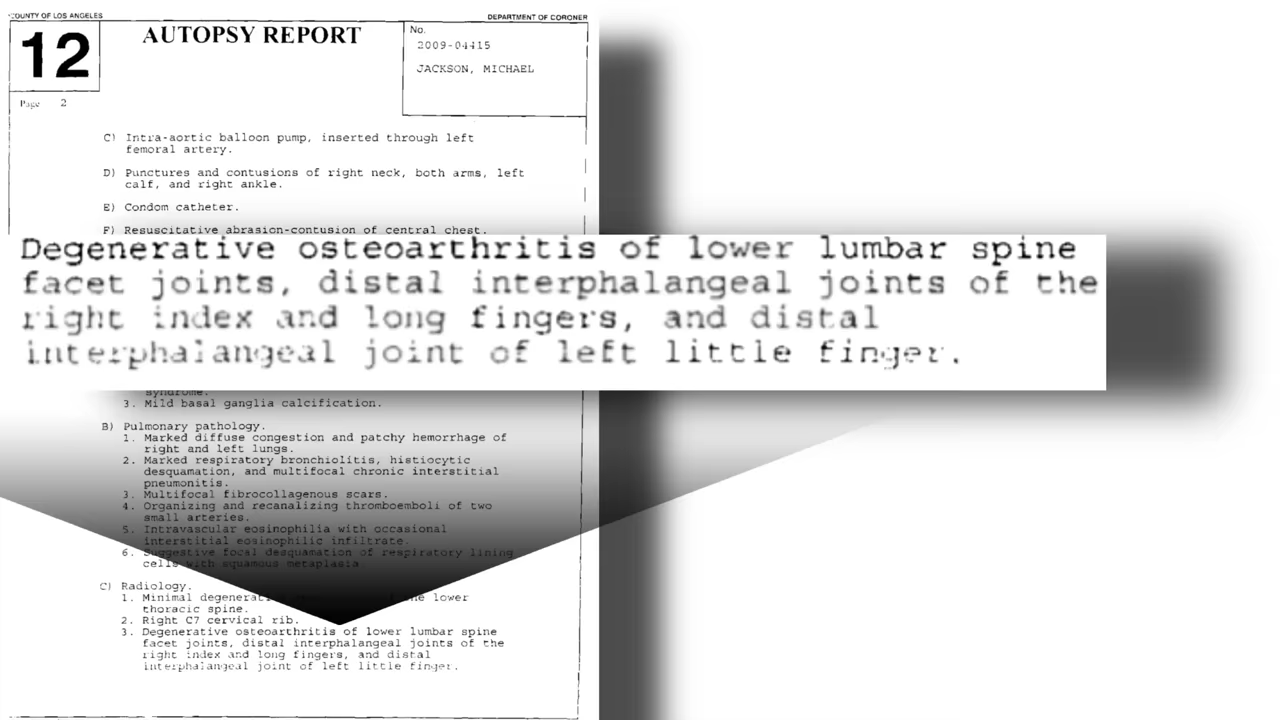 COUNTY OF LOS ANGELES
DEPARTMENT OF CORONER
12
AUTOPSY REPORT
No.
2009-04415
JACKSON, MICHAEL
Page 2
C) Intra-aortic balloon pump, inserted through left
femoral artery.
D) Punctures and contusions of right neck, both arms, left
calf, and right ankle.
E) Condom catheter.
F) Resuscitative abrasion-contusion of central chest.
Degenerative osteoarthritis of lower lumbar spine
facet joints, distal interphalangeal joints of the
right index and long fingers, and distal
interphalangeal joint of left little finger.
syndrome.
3. Mild basal ganglia calcification.
B) Pulmonary pathology.
1. Marked diffuse congestion and patchy hemorrhage of
right and left lungs.
2. Marked respiratory bronchiolitis, histiocytic
desquamation, and multifocal chronic interstitial
pneumonitis.
3. Multifocal fibrocollagenous scars.
4. Organizing and recanalizing thromboemboli of two
small arteries.
5. Intravascular eosinophilia with occasional
interstitial eosinophilic infiltrate.
6. Suggestive focal desquamation of respiratory lining
cells with squamous metaplasia.
C) Radiology.
1. Minimal lower
thoracic spine.
2. Right C7 cervical rib.
3. Degenerative osteoarthritis of lower lumbar spine
facet joints, distal interphalangeal joints of the
right index and long fingers, and distal
interphalangeal joint of left little finger.